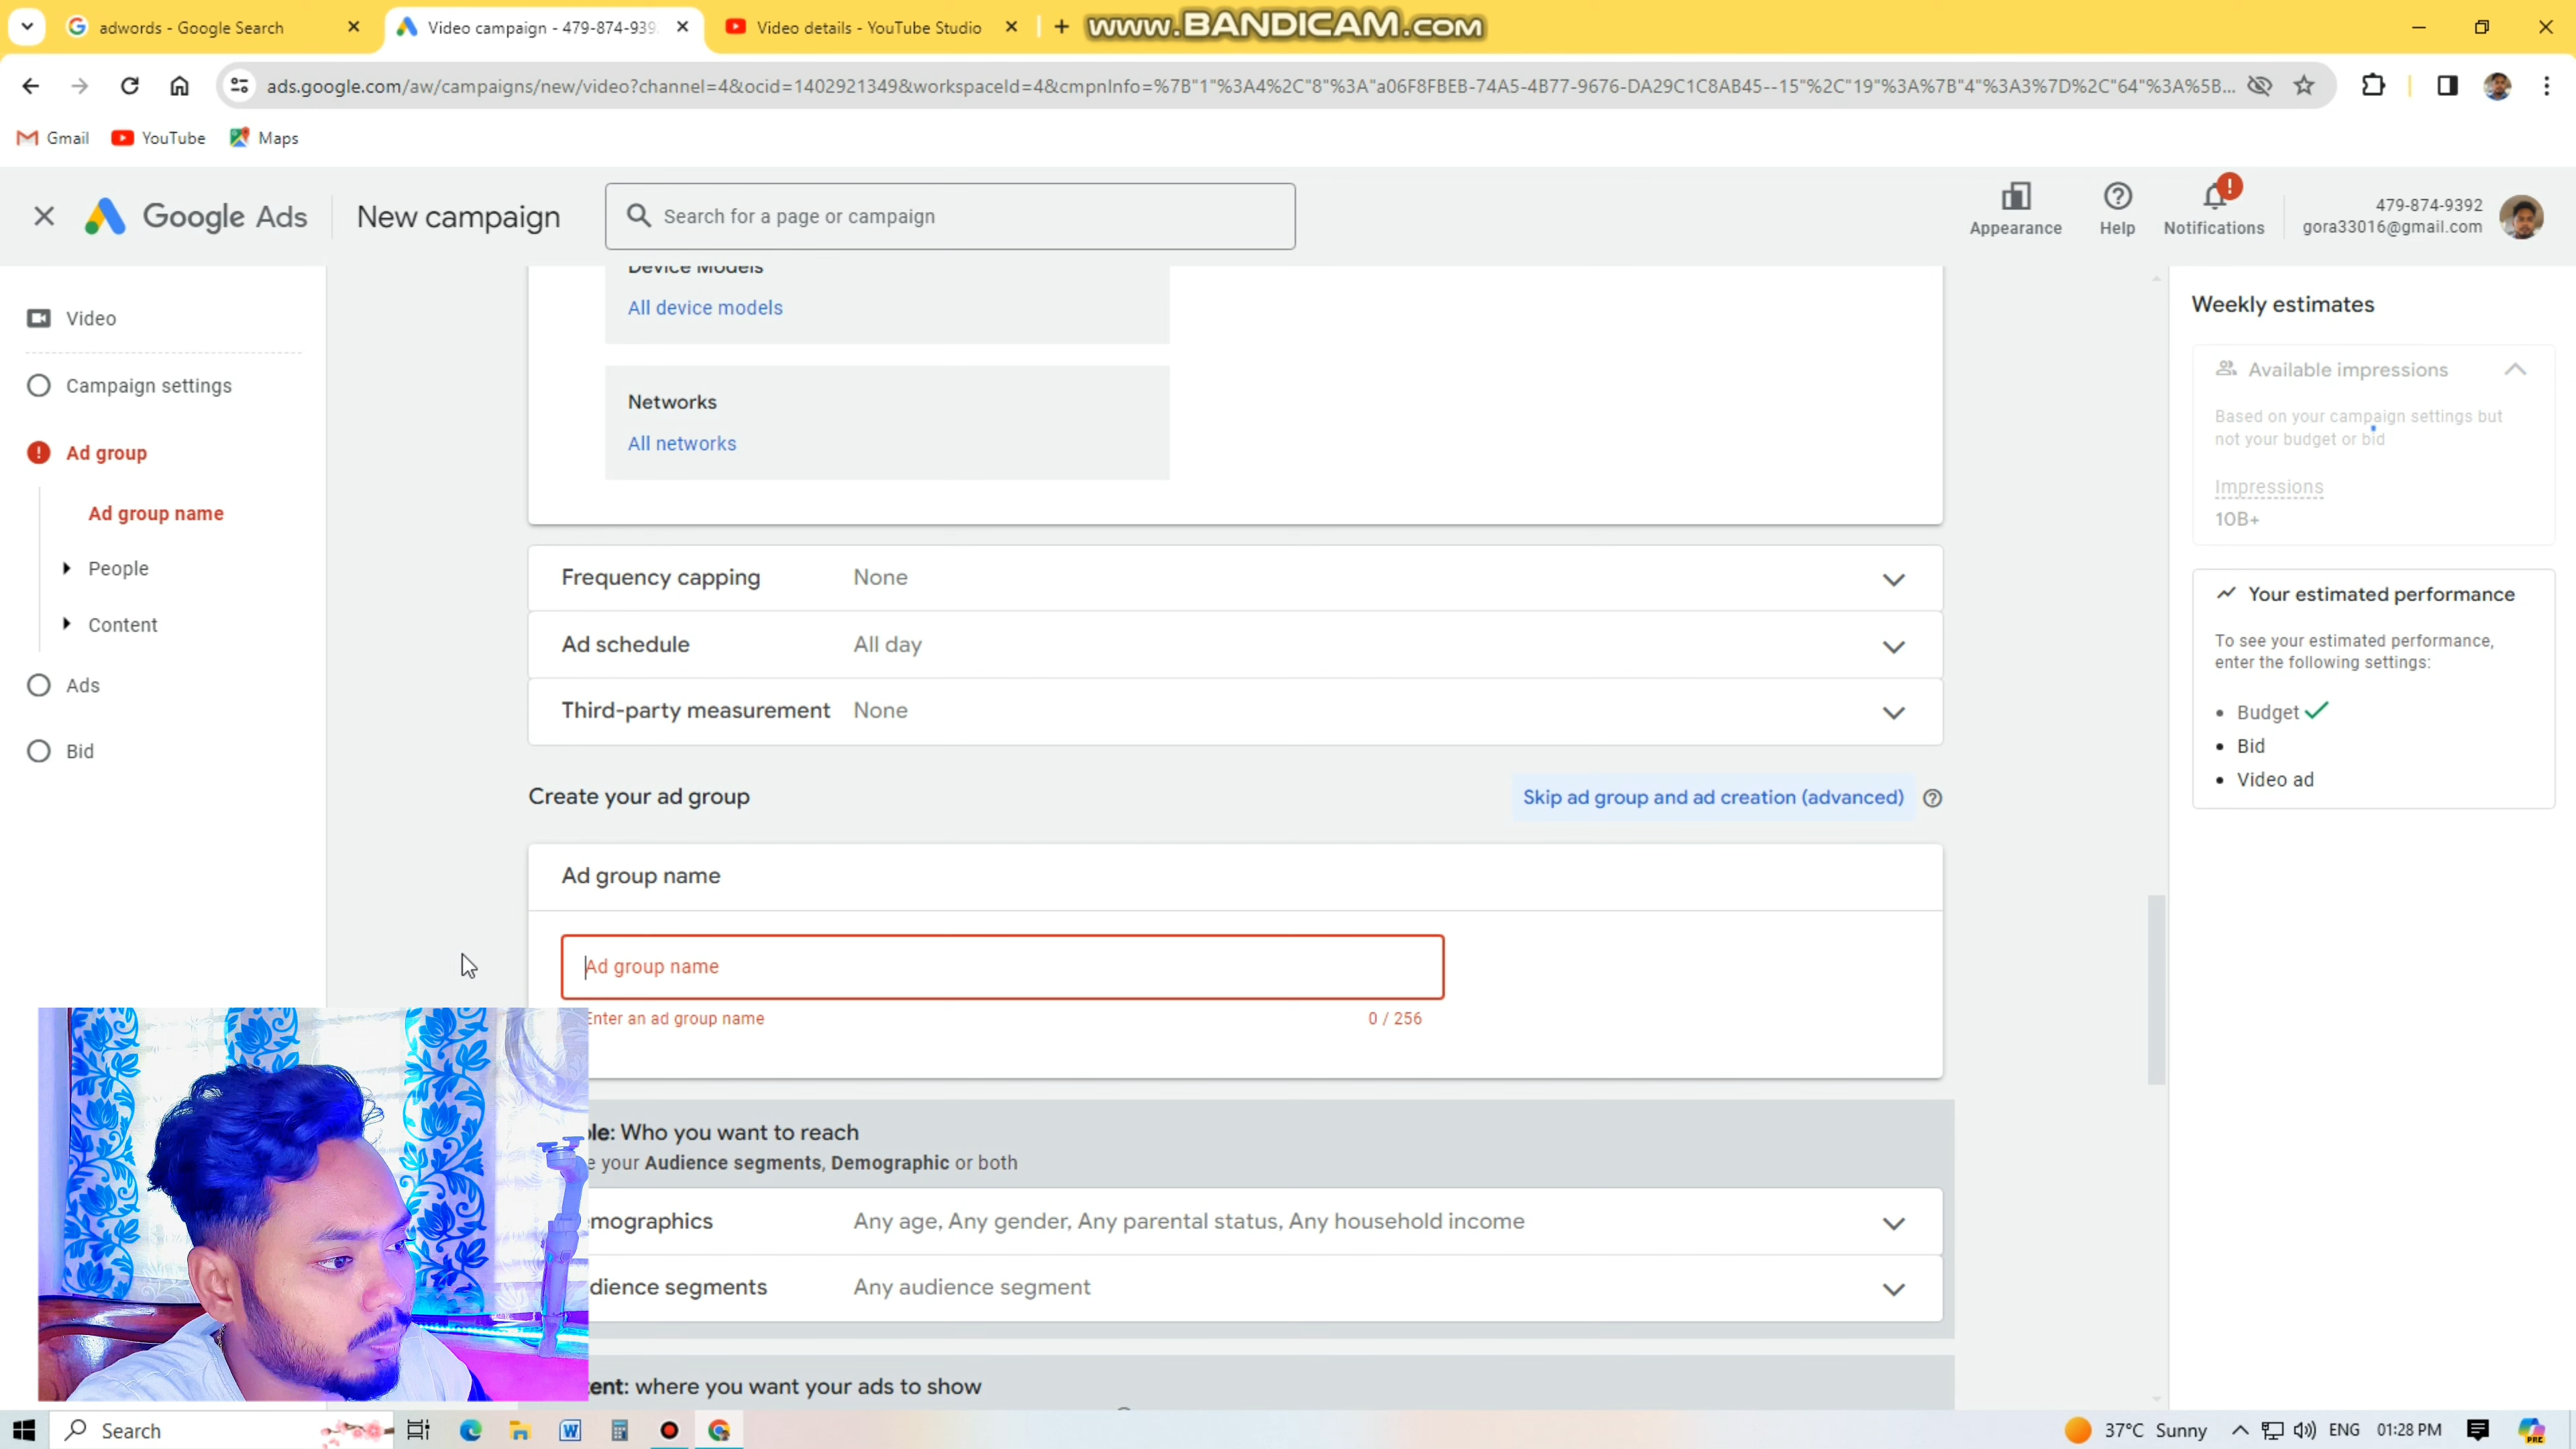 adwords - Google Search
Video campaign - 479-874-939
Video details - YouTube Studio
www.BANDICAM.com
ads.google.com/aw/campaigns/new/video?channel=4&ocid=1402921349&workspaceId=4&cmpnInfo=%7B"1"%3A4%2C"8"%3A"a06F8FBEB-74A5-4B77-9676-DA29C1C8AB45--15"%2C"19"%3A%7B"4"%3A3%7D%2C"64"%3A%5B...
Gmail
YouTube
Maps
Google Ads
New campaign
Search for a page or campaign
Appearance
Help
Notifications
479-874-9392
gora33016@gmail.com
Video
Campaign settings
Ad group
Ad group name
People
Content
Ads
Bid
Device Models
All device models
Networks
All networks
Frequency capping None
Ad schedule All day
Third-party measurement None
Create your ad group
Skip ad group and ad creation (advanced)
Ad group name
Ad group name
Enter an ad group name
0 / 256
Who you want to reach
your Audience segments, Demographic or both
mographics Any age, Any gender, Any parental status, Any household income
dience segments Any audience segment
tent: where you want your ads to show
Weekly estimates
Available impressions
Based on your campaign settings but
not your budget or bid
Impressions
10B+
Your estimated performance
To see your estimated performance,
enter the following settings:
• Budget
• Bid
• Video ad
Search
37°C Sunny
ENG
01:28 PM